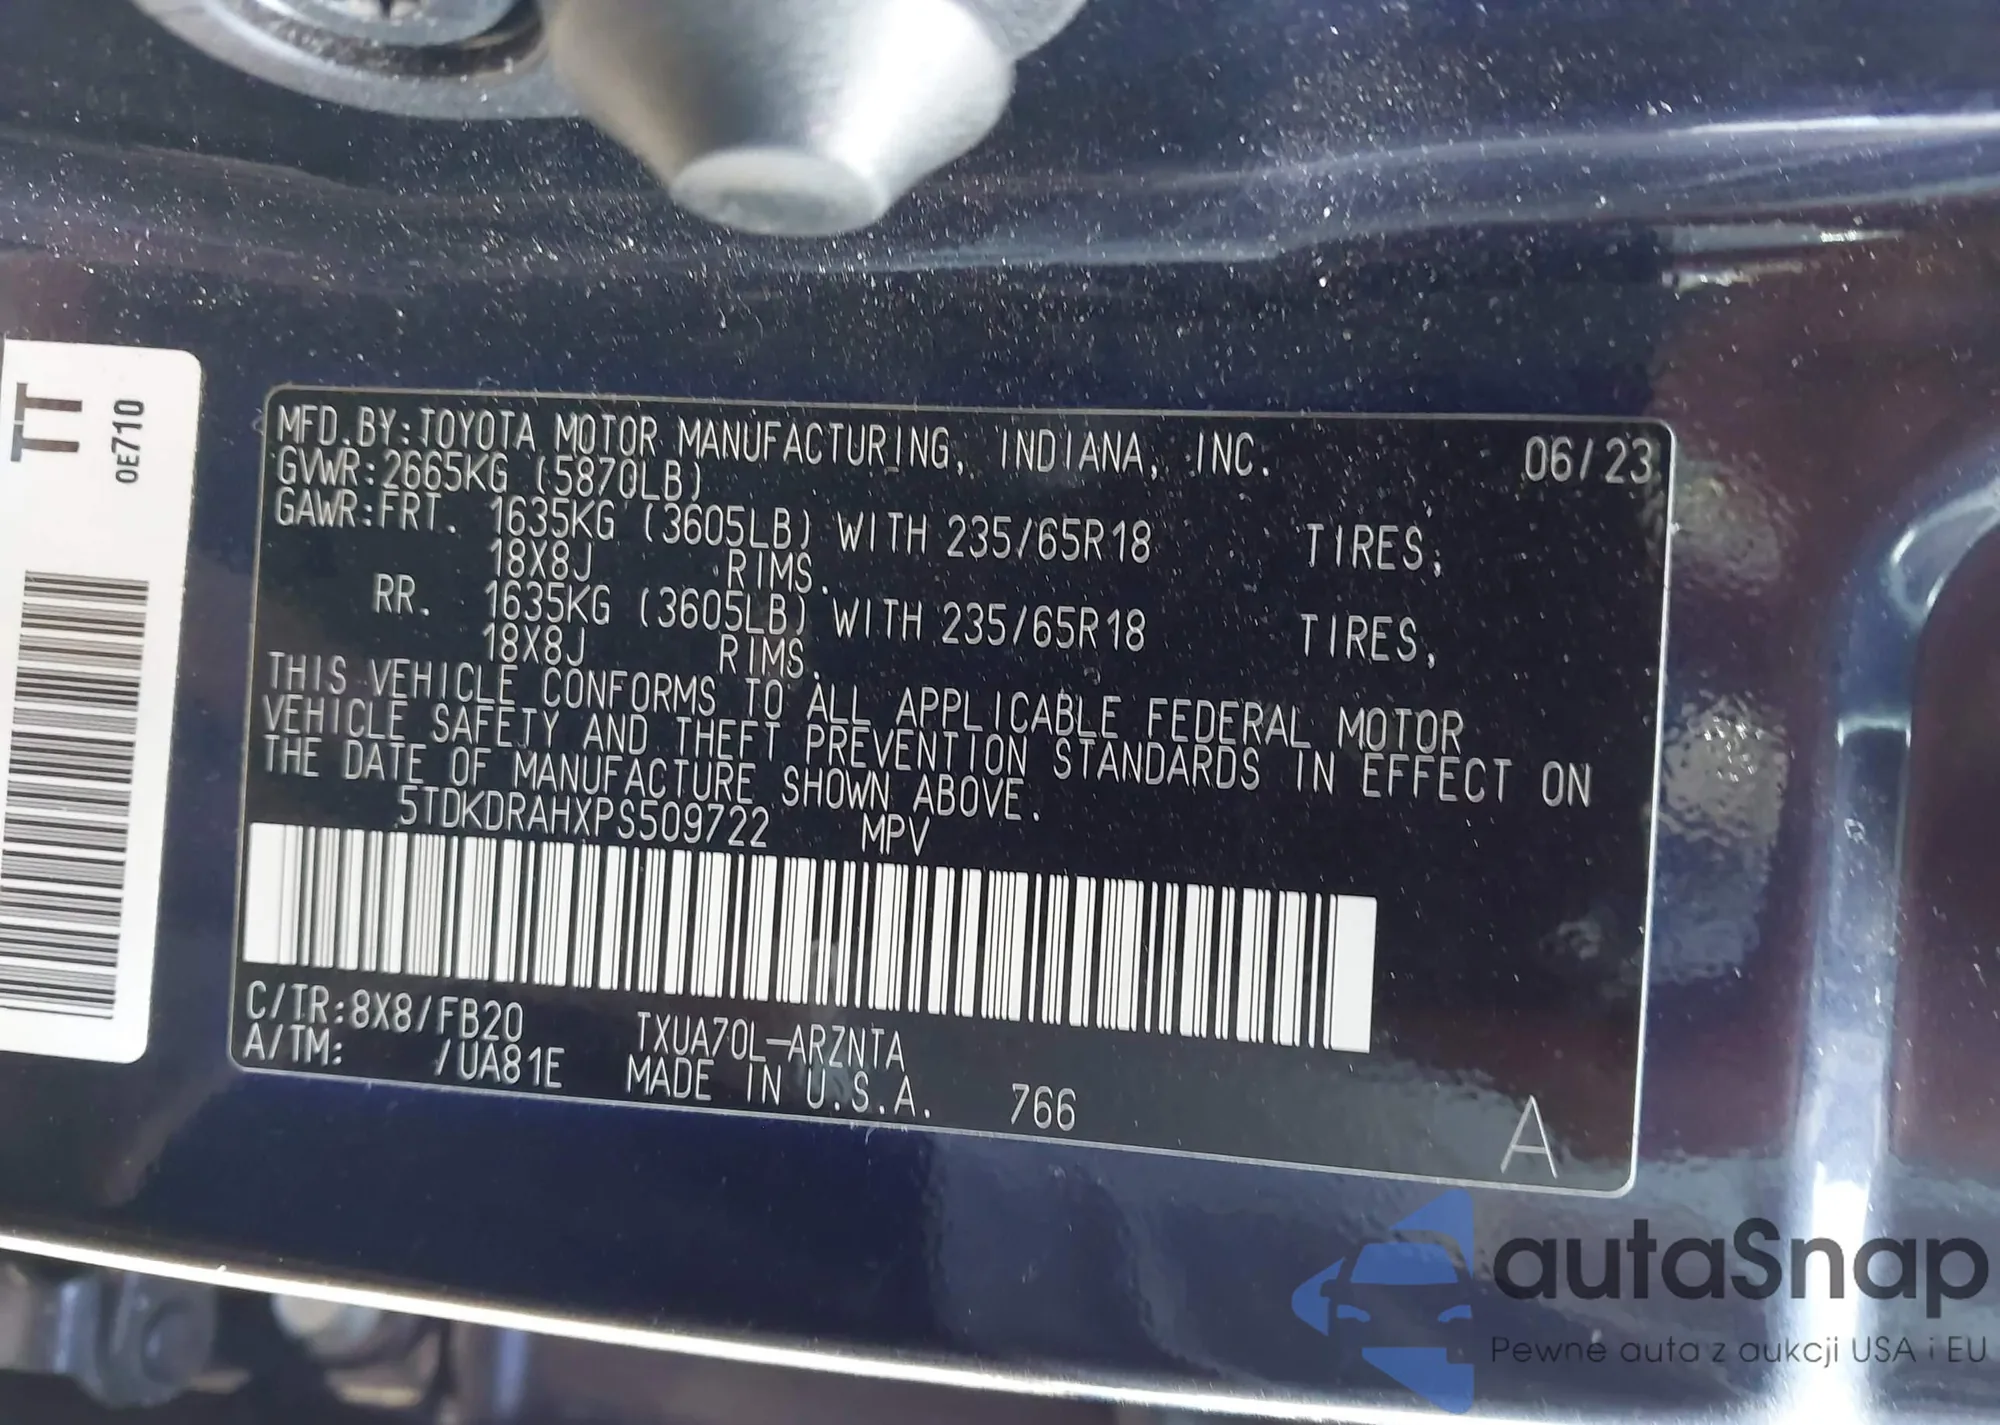 TT
0E710
MFD.BY:TOYOTA MOTOR MANUFACTURING, INDIANA, INC. 06/23
GVWR:2665KG (5870LB)
GAWR:FRT. 1635KG (3605LB) WITH 235/65R18 TIRES,
18X8J RIMS.
RR. 1635KG (3605LB) WITH 235/65R18 TIRES,
18X8J RIMS.
THIS VEHICLE CONFORMS TO ALL APPLICABLE FEDERAL MOTOR
VEHICLE SAFETY AND THEFT PREVENTION STANDARDS IN EFFECT ON
THE DATE OF MANUFACTURE SHOWN ABOVE.
5TDKDRAHXPS509722 MPV
C/TR:8X8/FB20 TXUA70L-ARZNTA
A/TM: /UA81E MADE IN U.S.A. 766 A
autaSnap
Pewne auta z aukcji USA i EU